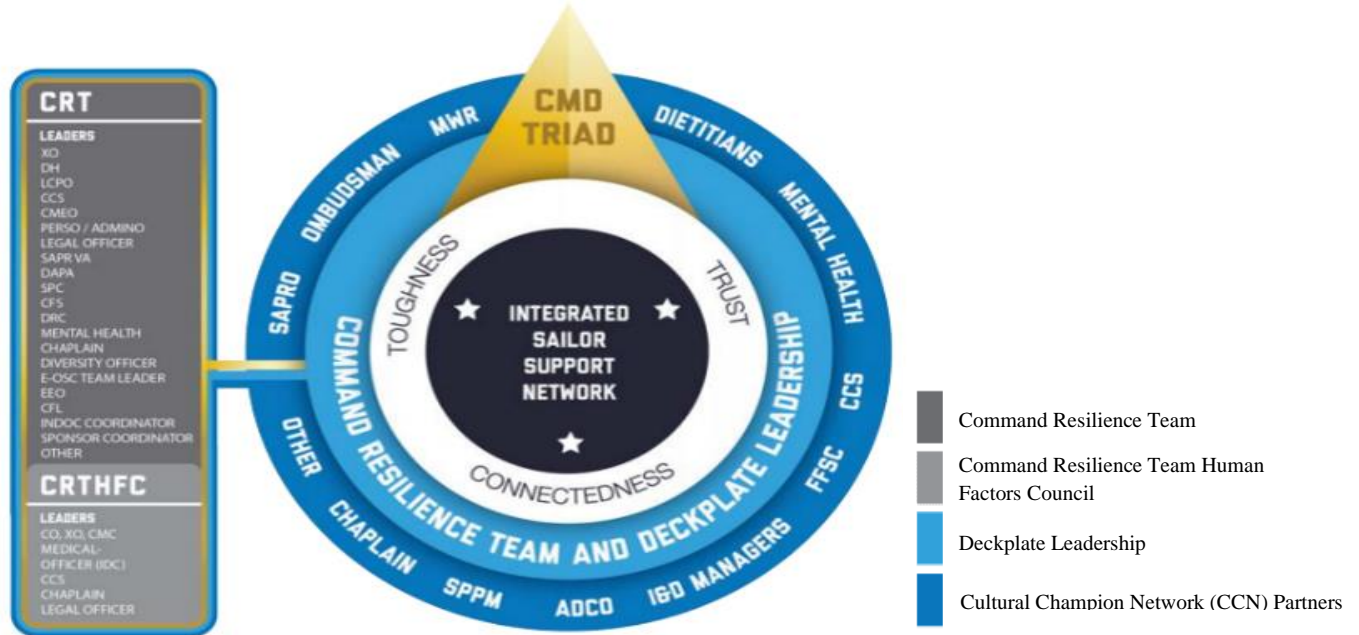 CRT
LEADERS
XO
DH
LCPO
CCS
CMEO
PERSO / ADMINO
LEGAL OFFICER
SAPR VA
DAPA
SPC
CFS
DRC
MENTAL HEALTH
CHAPLAIN
DIVERSITY OFFICER
E-OSC TEAM LEADER
EEO
CFL
INDOC COORDINATOR
SPONSOR COORDINATOR
OTHER
CRTHFC
LEADERS
CO, XO, CMC
MEDICAL-
OFFICER (IDC)
CCS
CHAPLAIN
LEGAL OFFICER
CMD
TRIAD
DIETITIANS
MENTAL HEALTH
CCS
FFSC
I&D MANAGERS
ADCO
SPPM
CHAPLAIN
OTHER
SAPRO
OMBUDSMAN
MWR
COMMAND RESILIENCE TEAM AND DECKPLATE LEADERSHIP
TOUGHNESS
TRUST
CONNECTEDNESS
INTEGRATED
SAILOR
SUPPORT
NETWORK
Command Resilience Team
Command Resilience Team Human
Factors Council
Deckplate Leadership
Cultural Champion Network (CCN) Partners